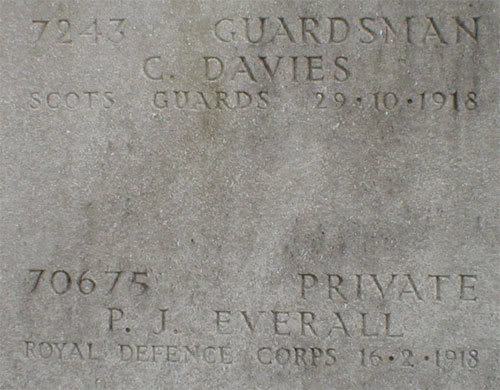 7243 GUARDSMAN
C. DAVIES
SCOTS GUARDS 29·10·1918
70675 PRIVATE
P. J. EVERALL
ROYAL DEFENCE CORPS 16·2·1918